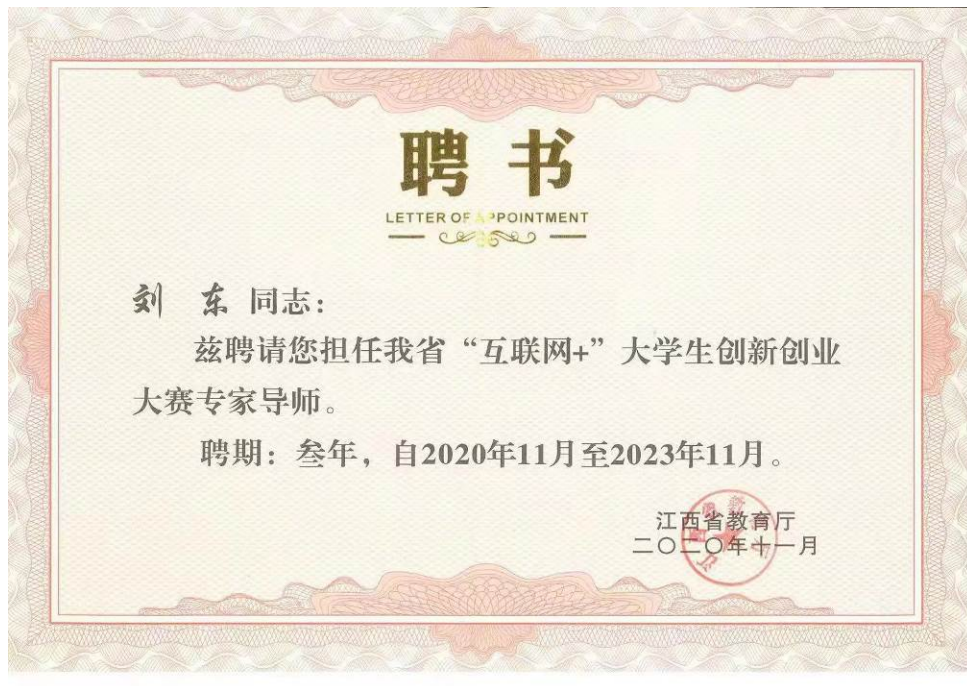 聘书
LETTER OF APPOINTMENT
刘 东 同志：
兹聘请您担任我省“互联网+”大学生创新创业
大赛专家导师。
聘期：叁年，自2020年11月至2023年11月。
江西省教育厅
二〇二〇年十一月